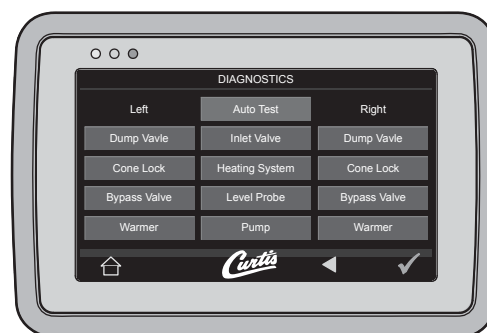 DIAGNOSTICS
Left Auto Test Right
Dump Vavle Inlet Valve Dump Vavle
Cone Lock Heating System Cone Lock
Bypass Valve Level Probe Bypass Valve
Warmer Pump Warmer
Curtis